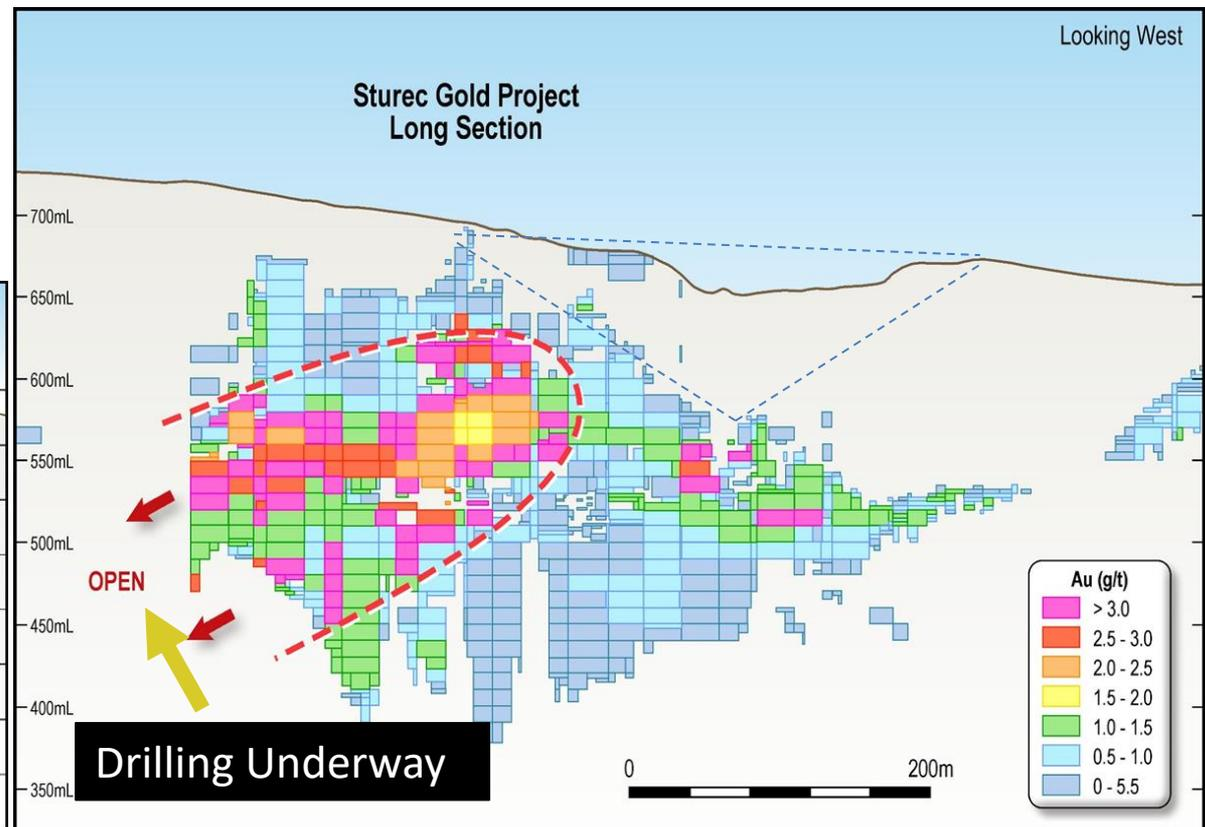 Looking West
Sturec Gold Project
Long Section
700mL
650mL
600mL
550mL
500mL
450mL
400mL
350mL
OPEN
Drilling Underway
0 200m
Au (g/t)
> 3.0
2.5 - 3.0
2.0 - 2.5
1.5 - 2.0
1.0 - 1.5
0.5 - 1.0
0 - 5.5